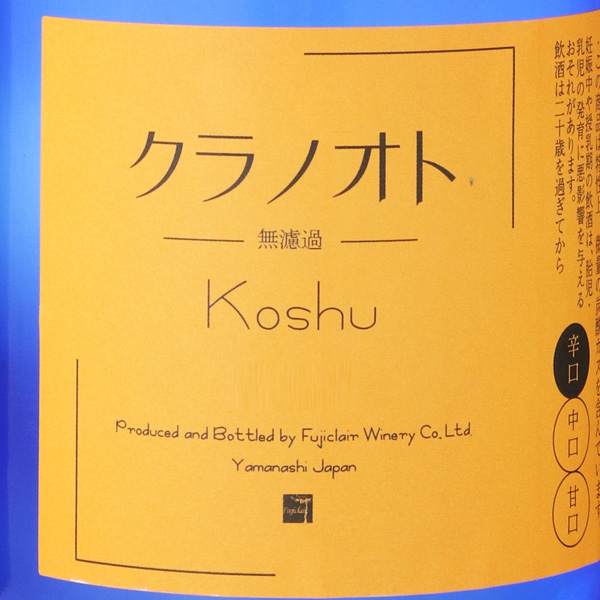 クラノオト
無濾過
Koshu
Produced and Bottled by Fujiclair Winery Co., Ltd.
Yamanashi Japan
Fujiclair
妊娠中や授乳期の飲酒は、胎児・
乳児の発育に悪影響を与える
おそれがあります。
飲酒は二十歳を過ぎてから
辛口
中口
甘口